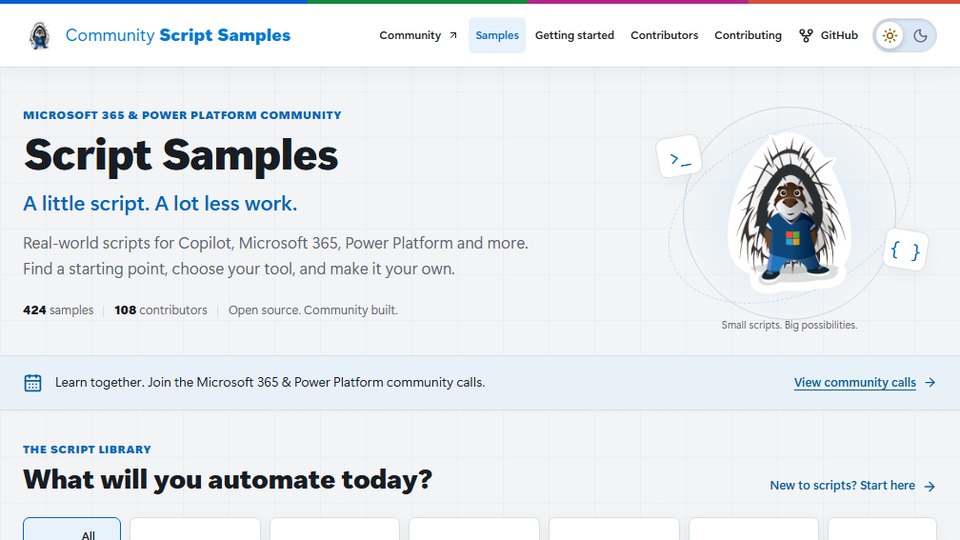 Community Script Samples
Community
Samples
Getting started
Contributors
Contributing
GitHub
MICROSOFT 365 & POWER PLATFORM COMMUNITY
Script Samples
A little script. A lot less work.
Real-world scripts for Copilot, Microsoft 365, Power Platform and more.
Find a starting point, choose your tool, and make it your own.
424 samples
108 contributors
Open source. Community built.
>_
{ }
Small scripts. Big possibilities.
Learn together. Join the Microsoft 365 & Power Platform community calls.
View community calls
THE SCRIPT LIBRARY
What will you automate today?
New to scripts? Start here
All